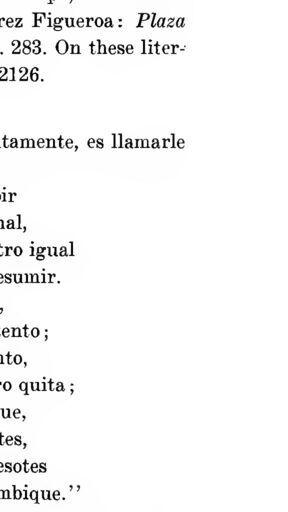 rez Figueroa: Plaza
. 283. On these liter-
2126.
tamente, es llamarle
ir
nal,
tro igual
esumir.
,
ento;
nto,
ro quita;
ue,
tes,
esotes
mbique."